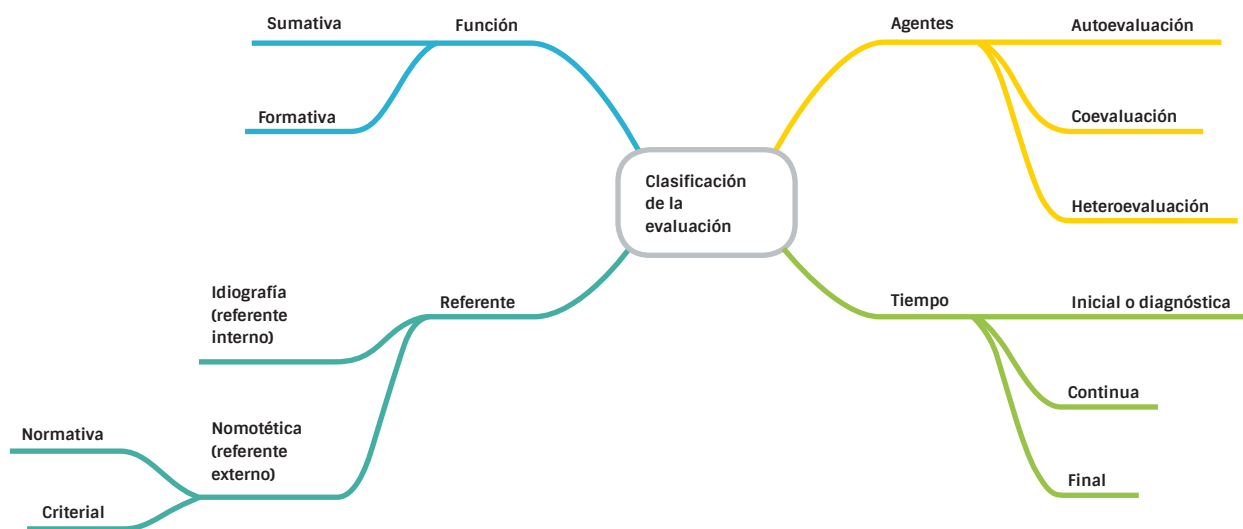 Clasificación
de la
evaluación
Función
Sumativa
Formativa
Referente
Idiografía
(referente
interno)
Nomotética
(referente
externo)
Normativa
Criterial
Agentes
Autoevaluación
Coevaluación
Heteroevaluación
Tiempo
Inicial o diagnóstica
Continua
Final